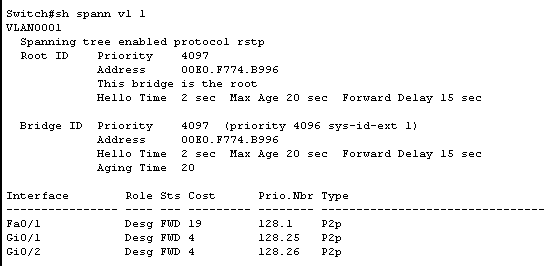 Switch#sh spann vl 1
VLAN0001
  Spanning tree enabled protocol rstp
  Root ID    Priority    4097
             Address     00E0.F774.B996
             This bridge is the root
             Hello Time  2 sec  Max Age 20 sec  Forward Delay 15 sec

  Bridge ID  Priority    4097  (priority 4096 sys-id-ext 1)
             Address     00E0.F774.B996
             Hello Time  2 sec  Max Age 20 sec  Forward Delay 15 sec
             Aging Time  20

Interface        Role Sts Cost      Prio.Nbr Type
---------------- ---- --- --------- -------- --------------------------------
Fa0/1            Desg FWD 19        128.1    P2p
Gi0/1            Desg FWD 4         128.25   P2p
Gi0/2            Desg FWD 4         128.26   P2p